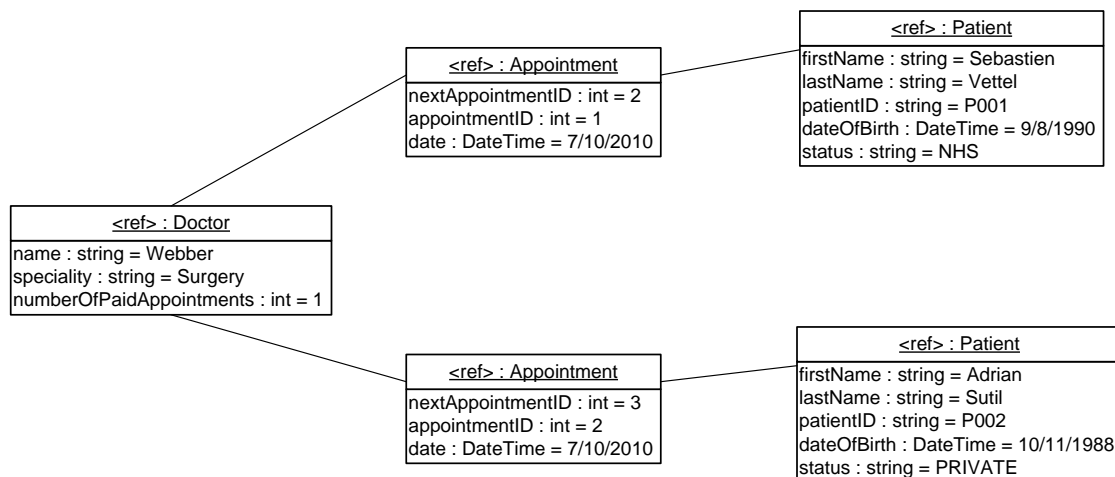 <ref> : Patient
firstName : string = Sebastien
lastName : string = Vettel
patientID : string = P001
dateOfBirth : DateTime = 9/8/1990
status : string = NHS
<ref> : Appointment
nextAppointmentID : int = 2
appointmentID : int = 1
date : DateTime = 7/10/2010
<ref> : Doctor
name : string = Webber
speciality : string = Surgery
numberOfPaidAppointments : int = 1
<ref> : Appointment
nextAppointmentID : int = 3
appointmentID : int = 2
date : DateTime = 7/10/2010
<ref> : Patient
firstName : string = Adrian
lastName : string = Sutil
patientID : string = P002
dateOfBirth : DateTime = 10/11/1988
status : string = PRIVATE